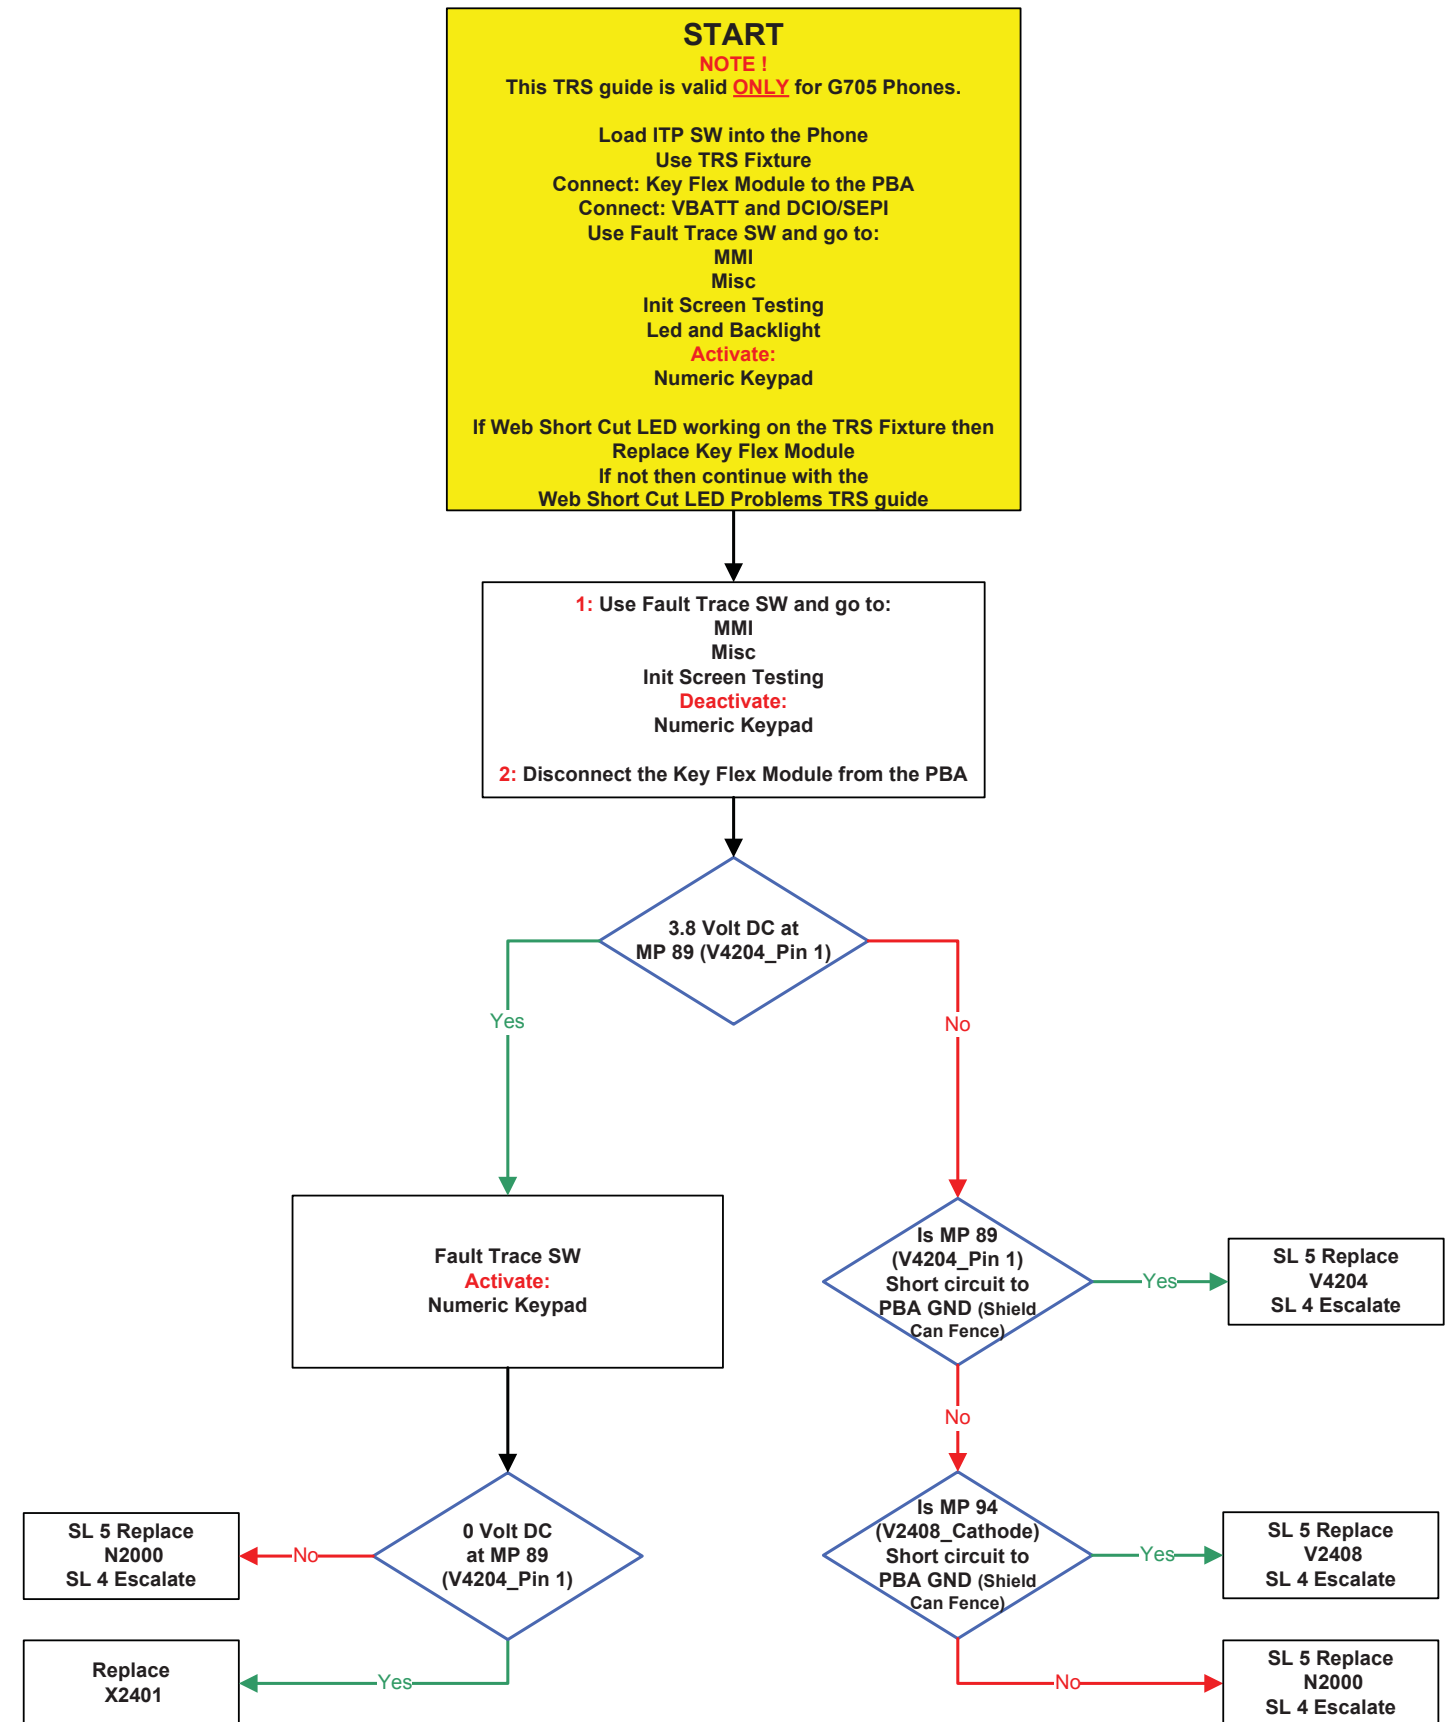 START
NOTE !
This TRS guide is valid ONLY for G705 Phones.
Load ITP SW into the Phone
Use TRS Fixture
Connect: Key Flex Module to the PBA
Connect: VBATT and DCIO/SEPI
Use Fault Trace SW and go to:
MMI
Misc
Init Screen Testing
Led and Backlight
Activate:
Numeric Keypad
If Web Short Cut LED working on the TRS Fixture then
Replace Key Flex Module
If not then continue with the
Web Short Cut LED Problems TRS guide
1: Use Fault Trace SW and go to:
MMI
Misc
Init Screen Testing
Deactivate:
Numeric Keypad
2: Disconnect the Key Flex Module from the PBA
3.8 Volt DC at
MP 89 (V4204_Pin 1)
Yes
No
Fault Trace SW
Activate:
Numeric Keypad
Is MP 89
(V4204_Pin 1)
Short circuit to
PBA GND (Shield
Can Fence)
Yes
SL 5 Replace
V4204
SL 4 Escalate
No
SL 5 Replace
N2000
SL 4 Escalate
No
0 Volt DC
at MP 89
(V4204_Pin 1)
Is MP 94
(V2408_Cathode)
Short circuit to
PBA GND (Shield
Can Fence)
Yes
SL 5 Replace
V2408
SL 4 Escalate
Replace
X2401
Yes
No
SL 5 Replace
N2000
SL 4 Escalate